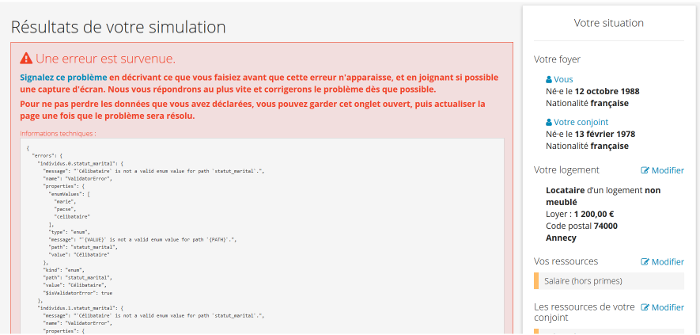 Résultats de votre simulation
Une erreur est survenue.
Signalez ce problème en décrivant ce que vous faisiez avant que cette erreur n'apparaisse, et en joignant si possible
une capture d'écran. Nous vous répondrons au plus vite et corrigerons le problème dès que possible.
Pour ne pas perdre les données que vous avez déclarées, vous pouvez garder cet onglet ouvert, puis actualiser la
page une fois que le problème sera résolu.
Informations techniques :
{
"errors": {
"individus.0.statut_marital": {
"message": "`Célibataire` is not a valid enum value for path `statut_marital`.",
"name": "ValidatorError",
"properties": {
"enumValues": [
"marie",
"pacse",
"celibataire"
],
"type": "enum",
"message": "`{VALUE}` is not a valid enum value for path `{PATH}`.",
"path": "statut_marital",
"value": "Célibataire"
},
"kind": "enum",
"path": "statut_marital",
"value": "Célibataire",
"$isValidatorError": true
},
"individus.1.statut_marital": {
"message": "`Célibataire` is not a valid enum value for path `statut_marital`.",
"name": "ValidatorError",
"properties": {
Votre situation
Votre foyer
Vous
Né·e le 12 octobre 1988
Nationalité française
Votre conjoint
Né·e le 13 février 1978
Nationalité française
Votre logement Modifier
Locataire d'un logement non
meublé
Loyer : 1 200,00 €
Code postal 74000
Annecy
Vos ressources Modifier
Salaire (hors primes)
Les ressources de votre Modifier
conjoint